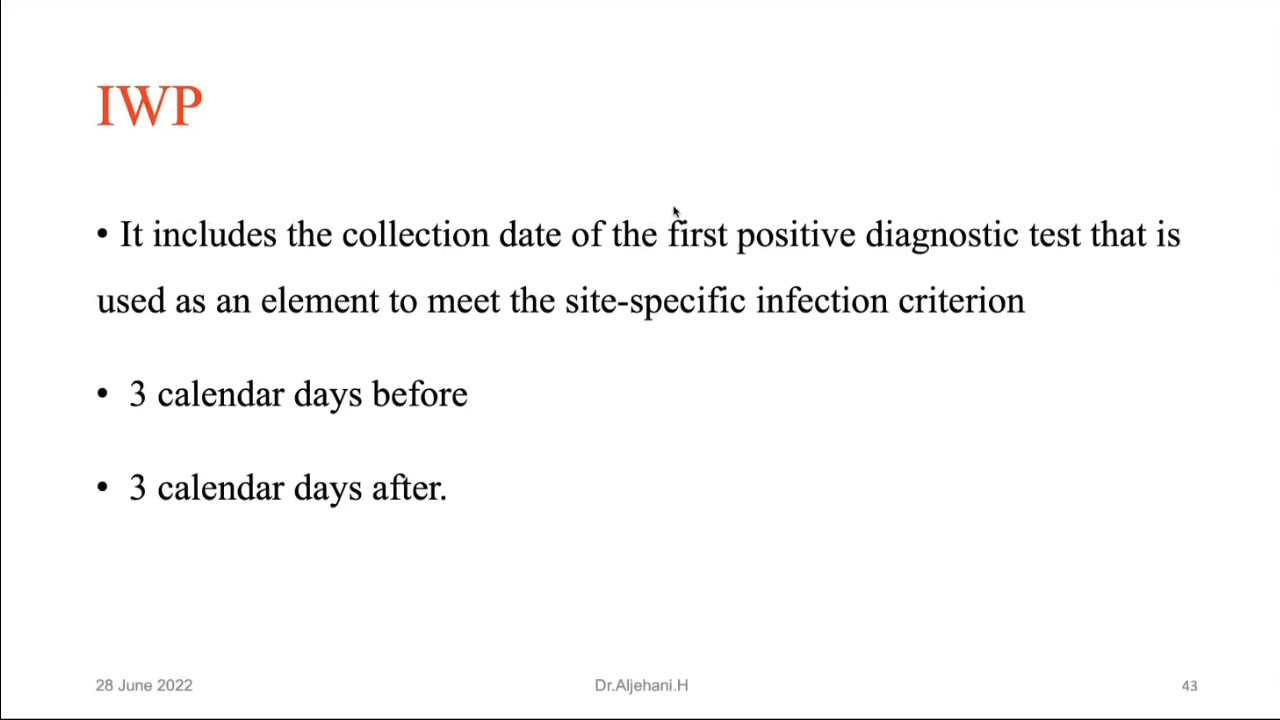 IWP
• It includes the collection date of the first positive diagnostic test that is
used as an element to meet the site-specific infection criterion
• 3 calendar days before
• 3 calendar days after.
28 June 2022
Dr.Aljehani.H
43